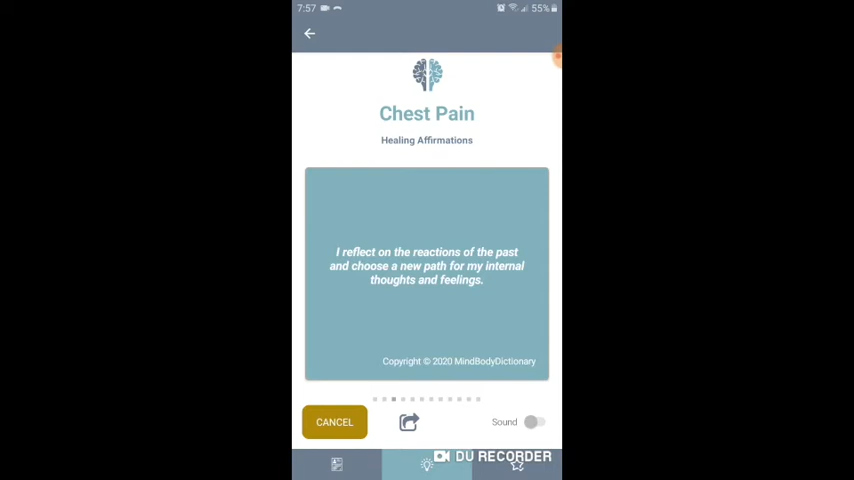 7:57 55%
Chest Pain
Healing Affirmations
I reflect on the reactions of the past
and choose a new path for my internal
thoughts and feelings.
Copyright © 2020 MindBodyDictionary
CANCEL Sound
DU RECORDER